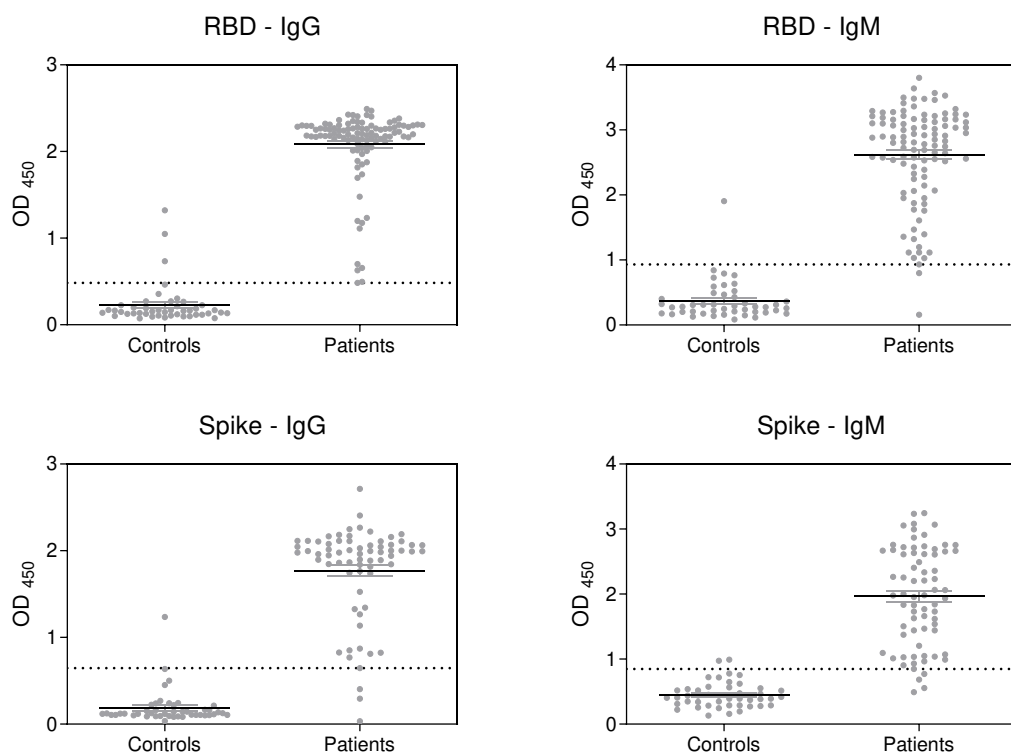 RBD - IgG
3
2
1
0
OD 450
Controls
Patients
RBD - IgM
4
3
2
1
0
OD 450
Controls
Patients
Spike - IgG
3
2
1
0
OD 450
Controls
Patients
Spike - IgM
4
3
2
1
0
OD 450
Controls
Patients